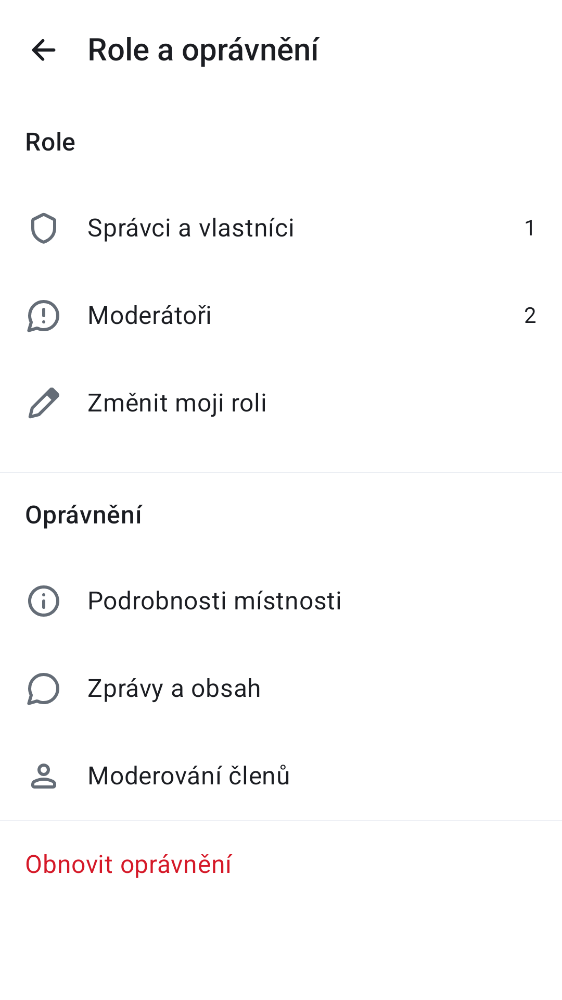 Role a oprávnění
Role
Správci a vlastníci 1
Moderátoři 2
Změnit moji roli
Oprávnění
Podrobnosti místnosti
Zprávy a obsah
Moderování členů
Obnovit oprávnění